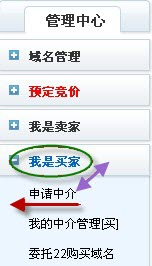 管理中心
域名管理
预定竞价
我是卖家
我是买家
申请中介
我的中介管理[买]
委托22购买域名